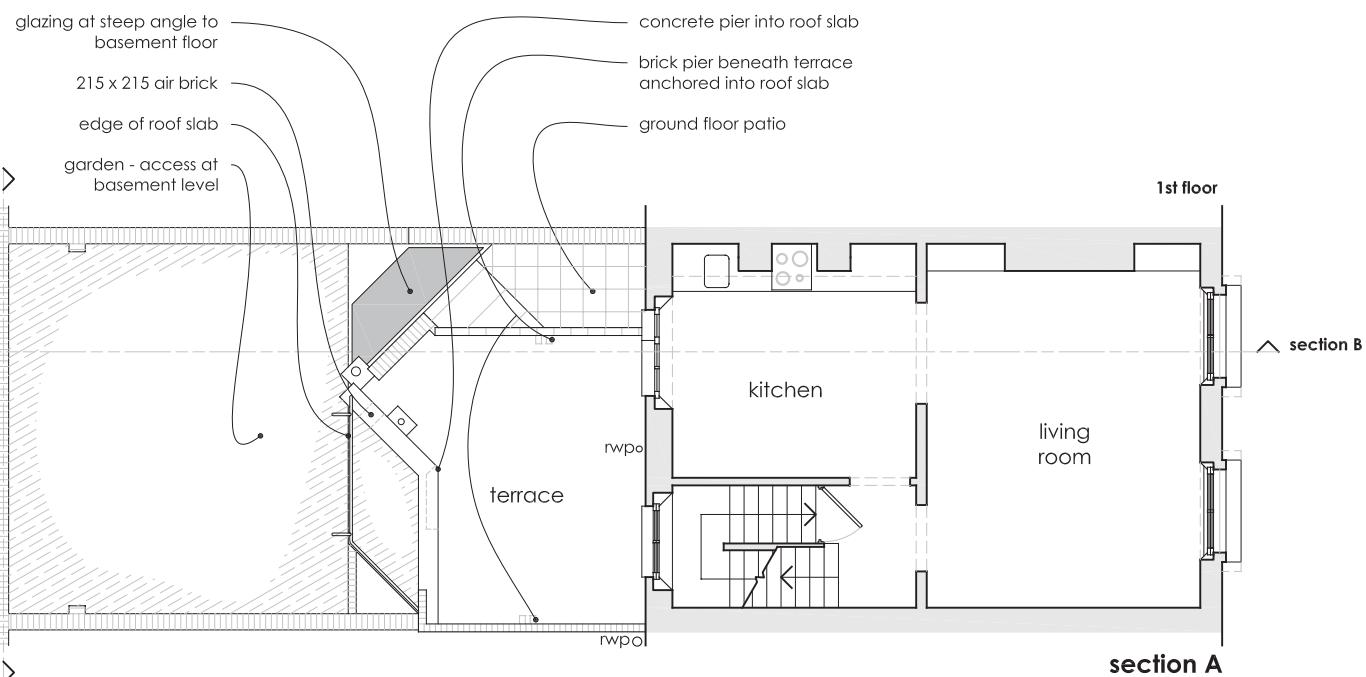 glazing at steep angle to
basement floor
215 x 215 air brick
edge of roof slab
garden - access at
basement level
concrete pier into roof slab
brick pier beneath terrace
anchored into roof slab
ground floor patio
1st floor
section B
kitchen
living
room
rwp
terrace
rwp
section A